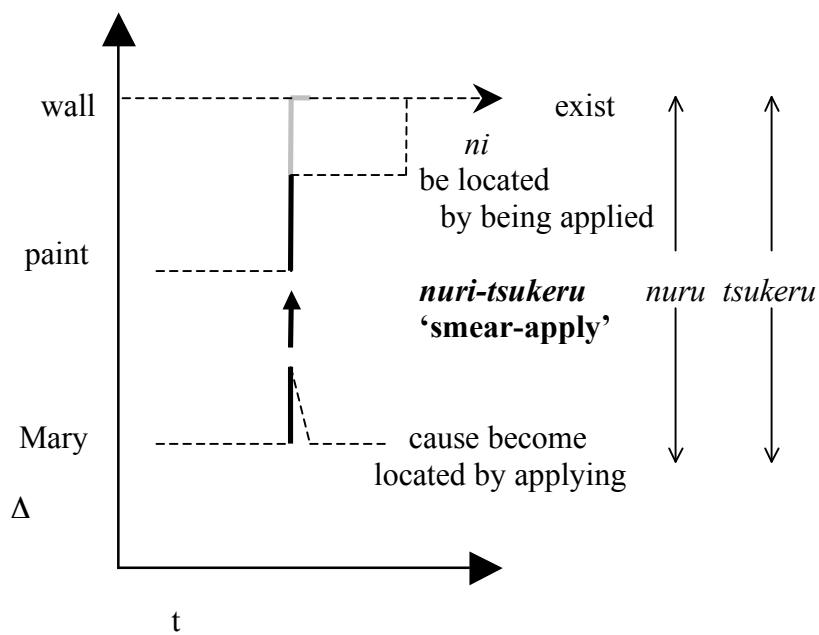 wall
exist
ni
be located
by being applied
paint
nuri-tsukeru
nuru
tsukeru
‘smear-apply’
Mary
cause become
located by applying
Δ
t